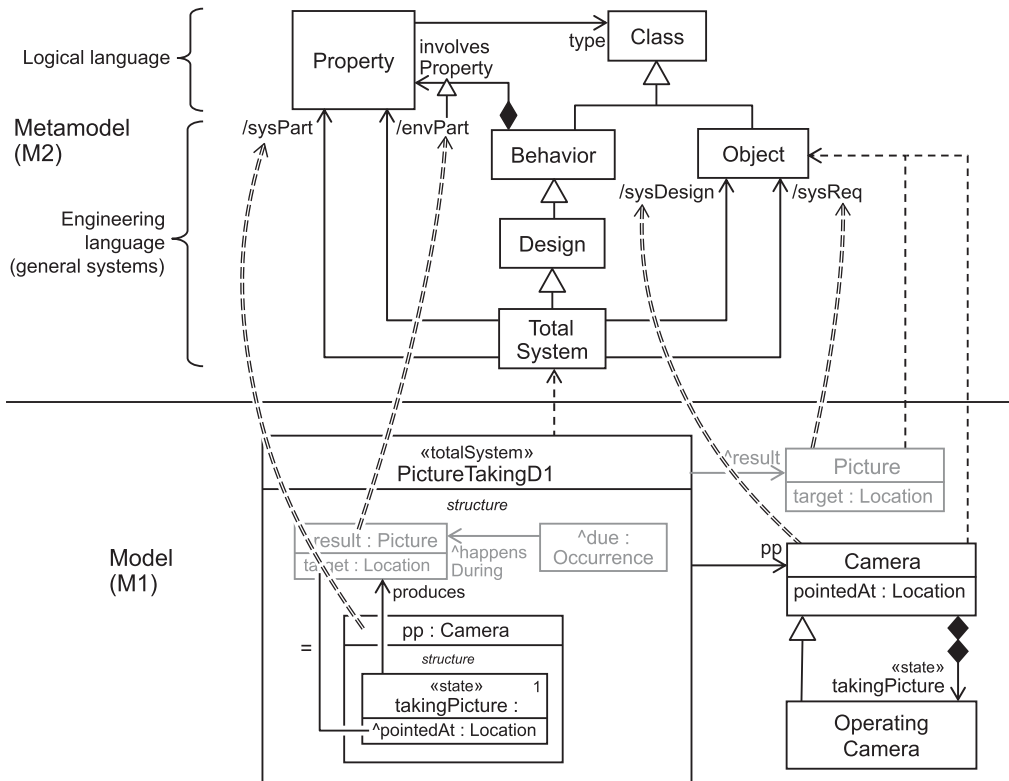 Logical language
Property
type
Class
involves
Property
Metamodel
(M2)
/sysPart
/envPart
Behavior
Object
Engineering
language
(general systems)
/sysDesign
/sysReq
Design
Total
System
Model
(M1)
«totalSystem»
PictureTakingD1
structure
^result
Picture
target : Location
result : Picture
target : Location
^happens
During
^due :
Occurrence
produces
=
pp : Camera
structure
«state» 1
takingPicture :
^pointedAt : Location
pp
Camera
pointedAt : Location
«state»
takingPicture
Operating
Camera